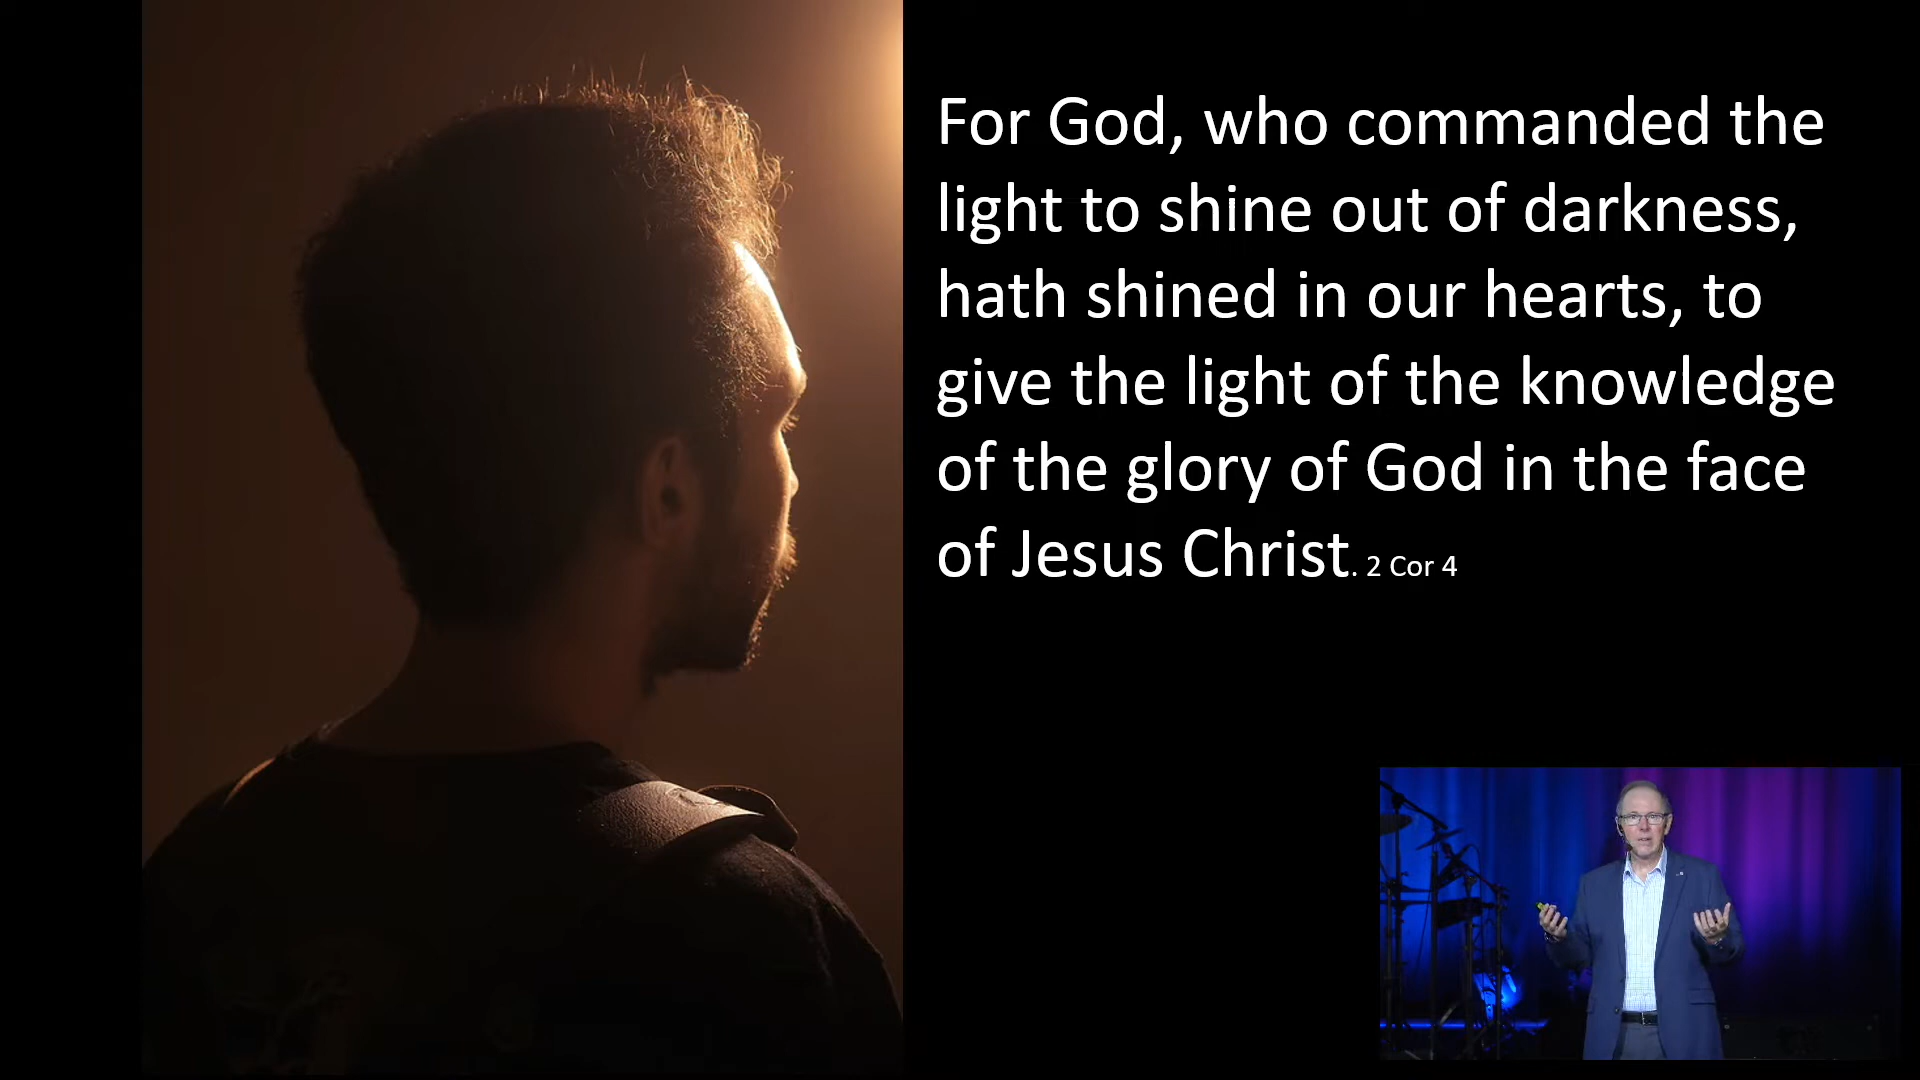 For God, who commanded the
light to shine out of darkness,
hath shined in our hearts, to
give the light of the knowledge
of the glory of God in the face
of Jesus Christ. 2 Cor 4